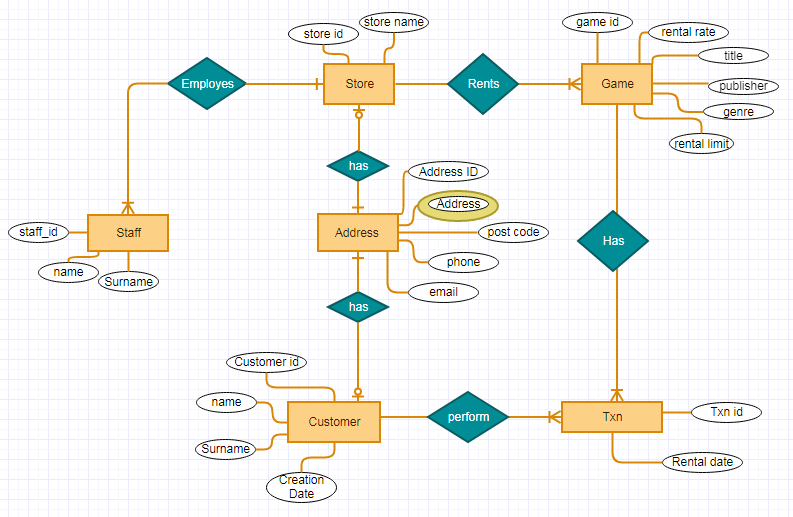 store id
store name
game id
rental rate
title
publisher
genre
rental limit
Employes
Store
Rents
Game
has
Address ID
Address
post code
phone
email
staff_id
Staff
name
Surname
Address
Has
has
Customer id
name
Surname
Creation
Date
Customer
perform
Txn
Txn id
Rental date